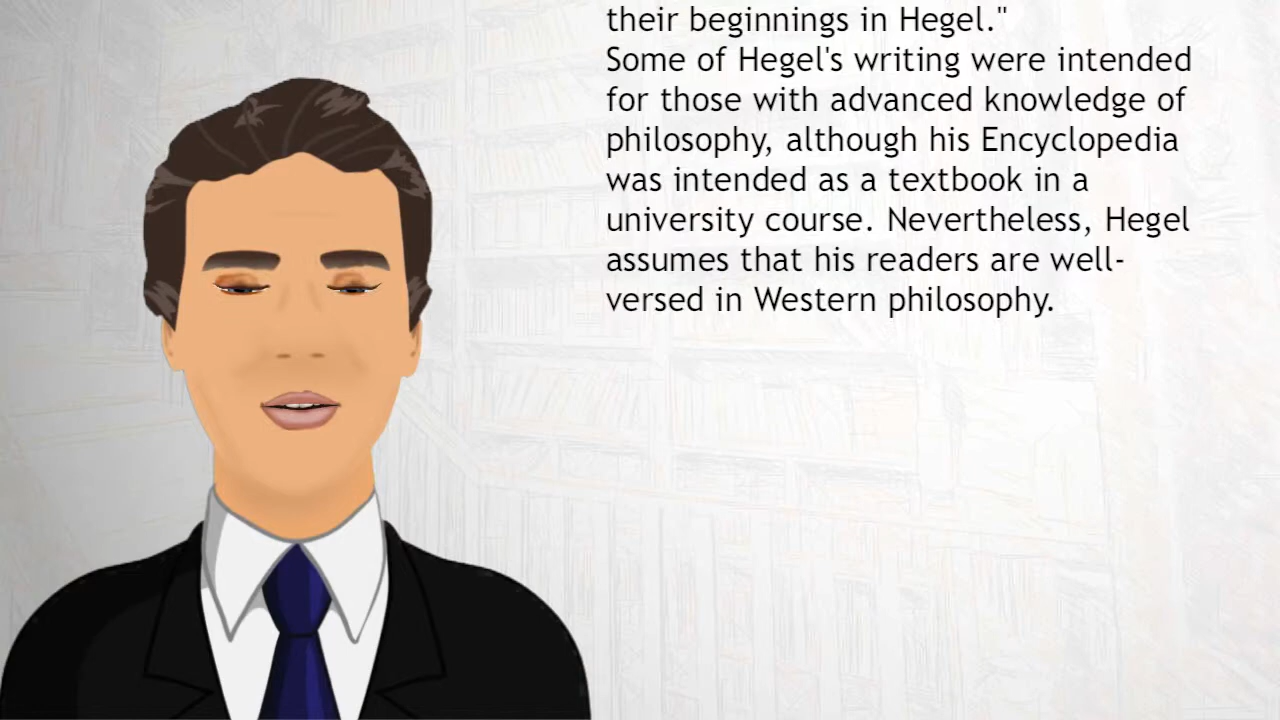 their beginnings in Hegel."
Some of Hegel's writing were intended
for those with advanced knowledge of
philosophy, although his Encyclopedia
was intended as a textbook in a
university course. Nevertheless, Hegel
assumes that his readers are well-
versed in Western philosophy.